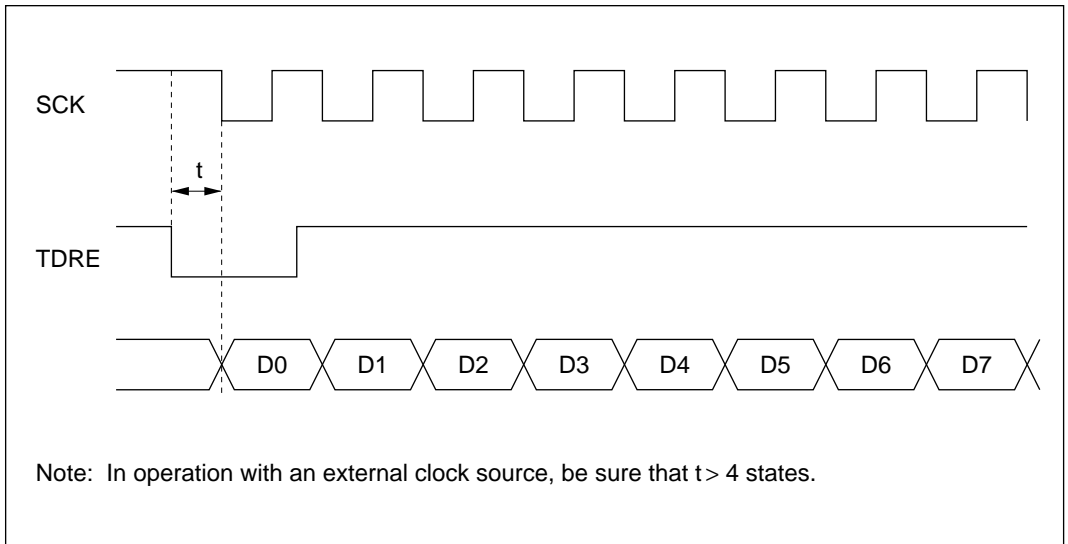 SCK
t
TDRE
D0 D1 D2 D3 D4 D5 D6 D7
Note: In operation with an external clock source, be sure that t > 4 states.